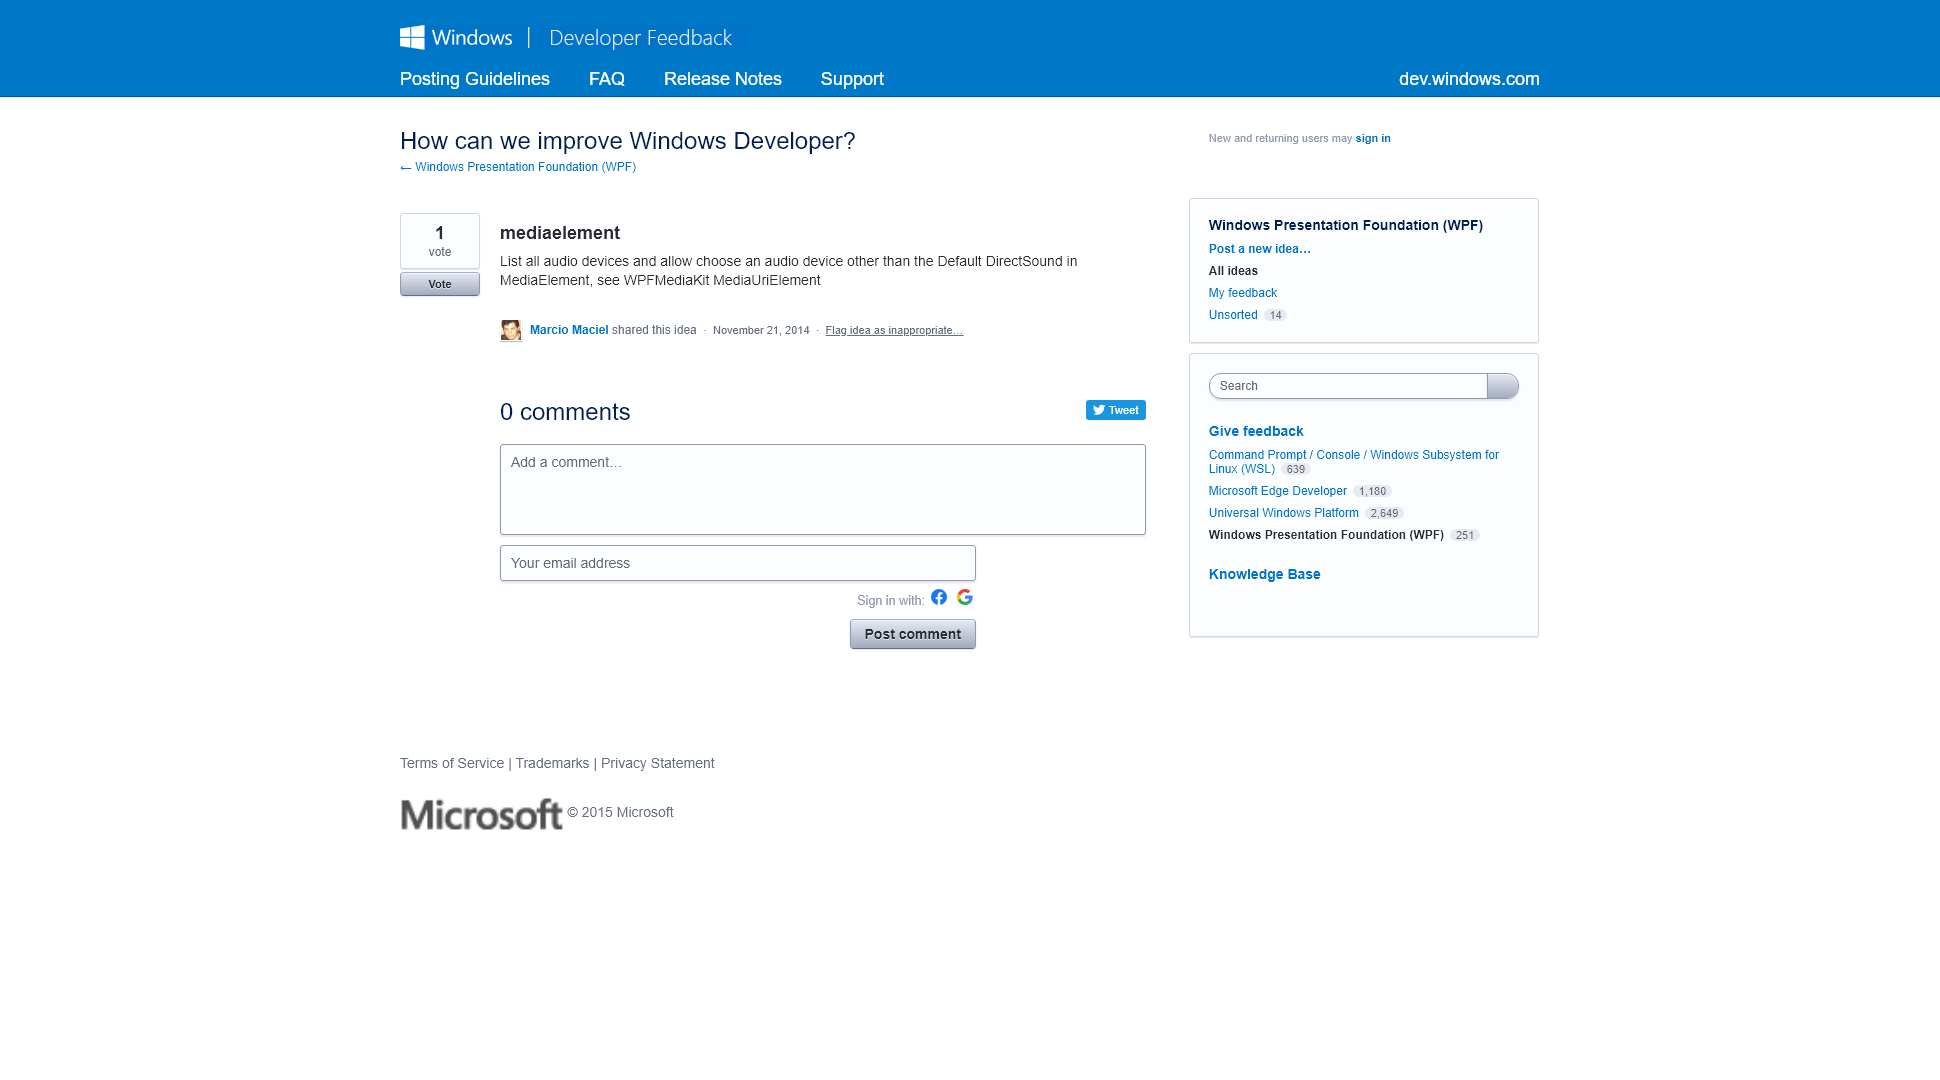 Windows | Developer Feedback
Posting Guidelines FAQ Release Notes Support dev.windows.com
How can we improve Windows Developer?
← Windows Presentation Foundation (WPF)
1
vote
Vote
mediaelement
List all audio devices and allow choose an audio device other than the Default DirectSound in
MediaElement, see WPFMediaKit MediaUriElement
Marcio Maciel shared this idea · November 21, 2014 · Flag idea as inappropriate…
0 comments
Tweet
Add a comment…
Your email address
Sign in with:
Post comment
New and returning users may sign in
Windows Presentation Foundation (WPF)
Post a new idea…
All ideas
My feedback
Unsorted 14
Search
Give feedback
Command Prompt / Console / Windows Subsystem for
Linux (WSL) 639
Microsoft Edge Developer 1,180
Universal Windows Platform 2,649
Windows Presentation Foundation (WPF) 251
Knowledge Base
Terms of Service | Trademarks | Privacy Statement
Microsoft © 2015 Microsoft